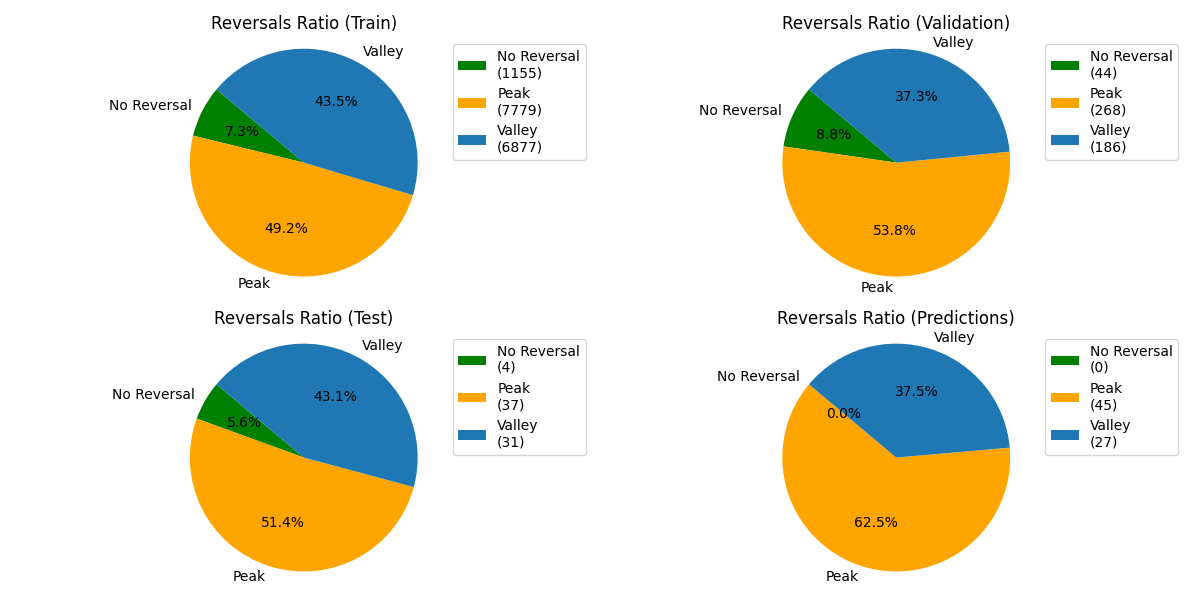 Reversals Ratio (Train)
Valley
No Reversal
43.5%
7.3%
49.2%
Peak
No Reversal
(1155)
Peak
(7779)
Valley
(6877)
Reversals Ratio (Validation)
Valley
No Reversal
37.3%
8.8%
53.8%
Peak
No Reversal
(44)
Peak
(268)
Valley
(186)
Reversals Ratio (Test)
Valley
No Reversal
43.1%
5.6%
51.4%
Peak
No Reversal
(4)
Peak
(37)
Valley
(31)
Reversals Ratio (Predictions)
Valley
No Reversal
37.5%
0.0%
62.5%
Peak
No Reversal
(0)
Peak
(45)
Valley
(27)